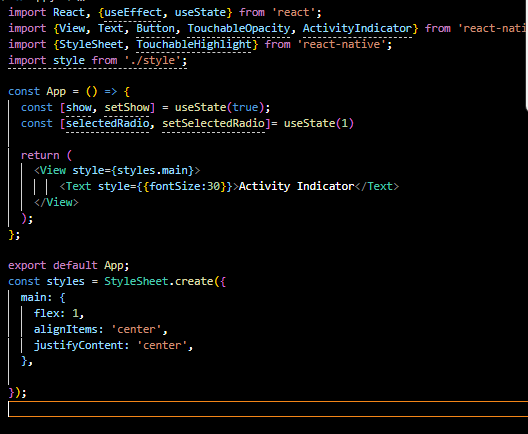 import React, {useEffect, useState} from 'react';
import {View, Text, Button, TouchableOpacity, ActivityIndicator} from 'react-nati
import {StyleSheet, TouchableHighlight} from 'react-native';
import style from './style';
const App = () => {
const [show, setShow] = useState(true);
const [selectedRadio, setSelectedRadio]= useState(1)
return (
<View style={styles.main}>
<Text style={{fontSize:30}}>Activity Indicator</Text>
</View>
);
};
export default App;
const styles = StyleSheet.create({
main: {
flex: 1,
alignItems: 'center',
justifyContent: 'center',
},
});